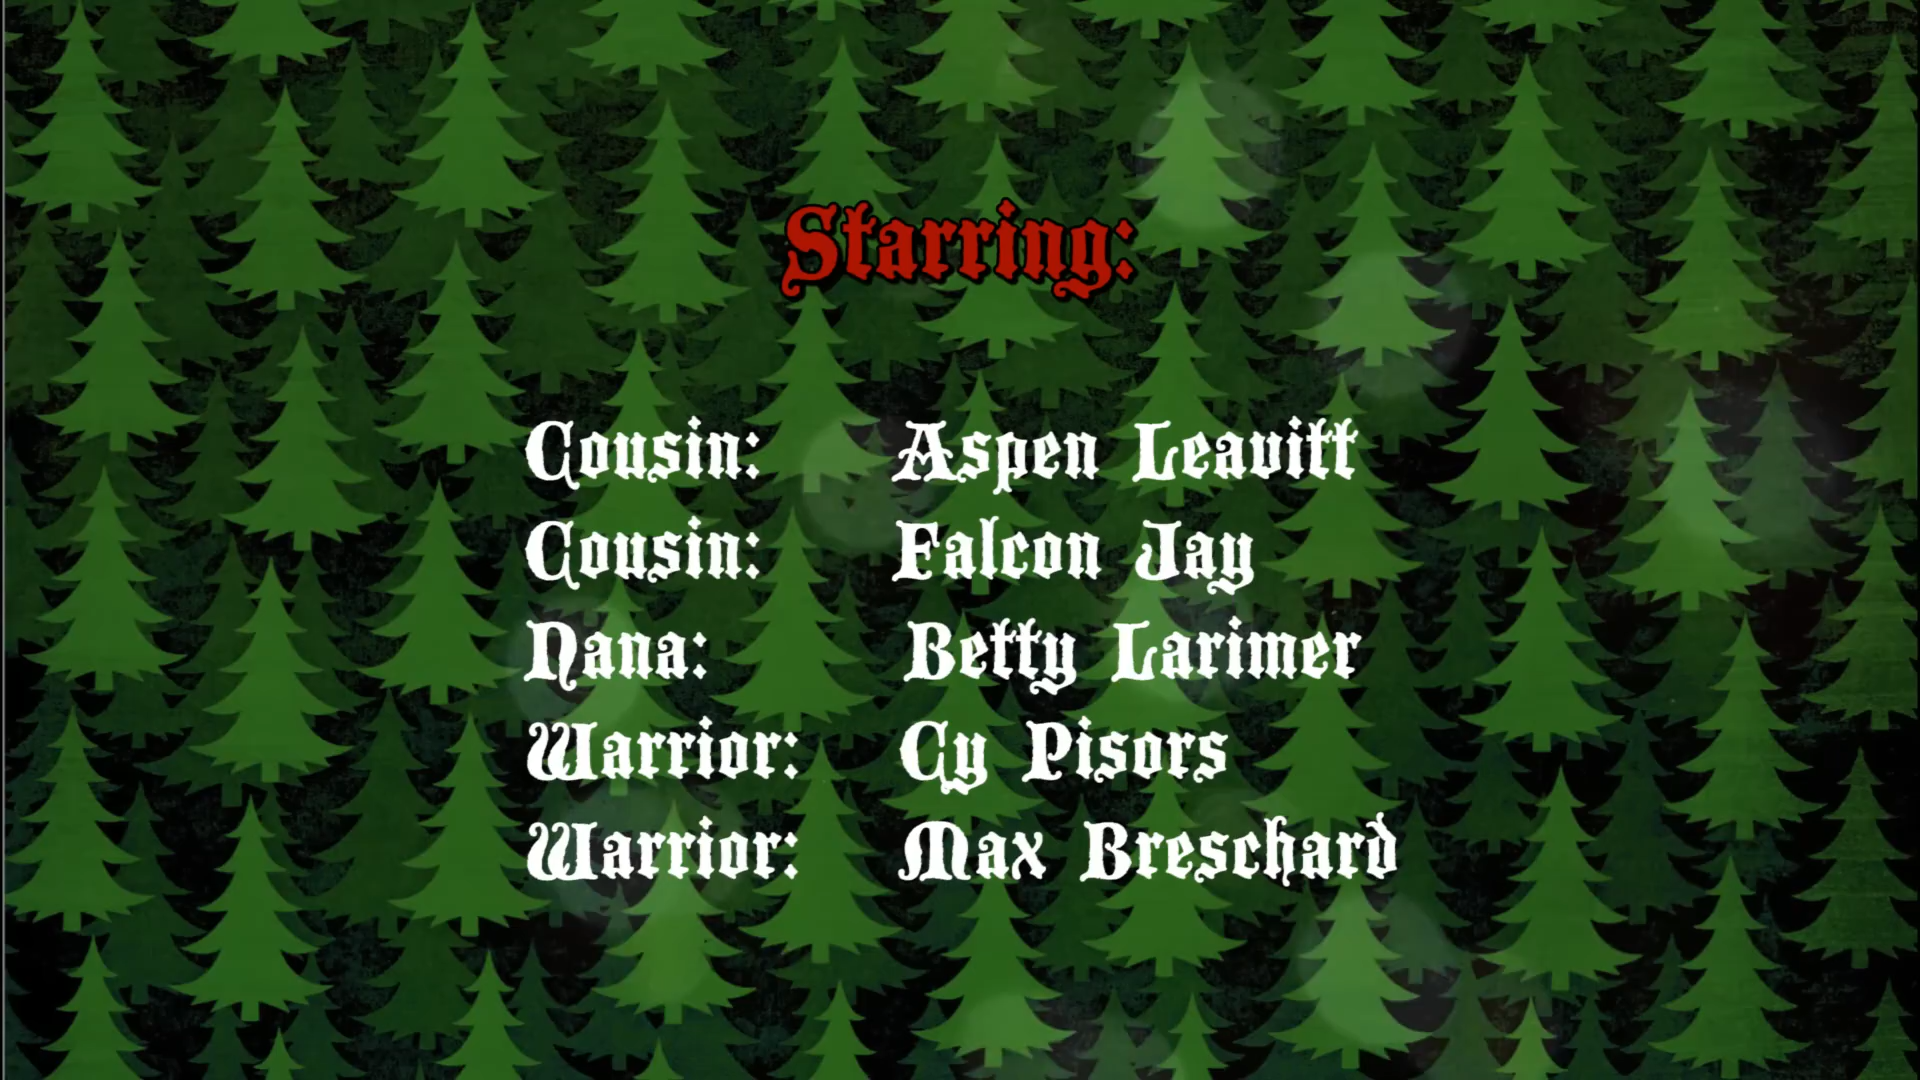 Starring:
Cousin: Aspen Leavitt
Cousin: Falcon Jay
Nana: Betty Larimer
Warrior: Cy Pisors
Warrior: Max Breschard